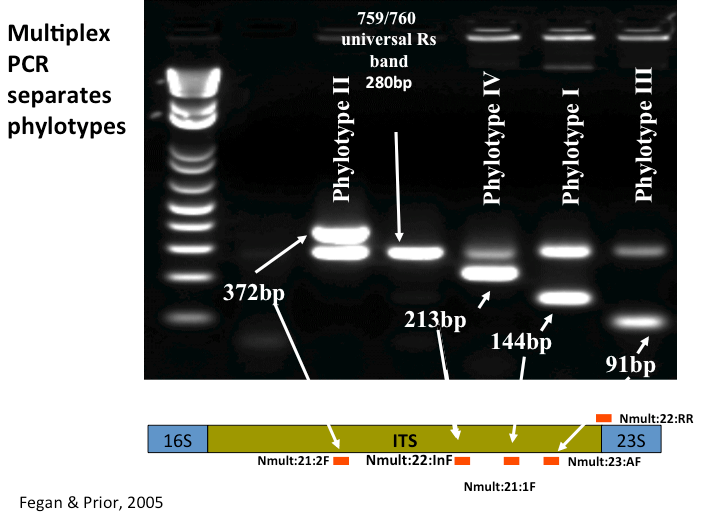 Multiplex
PCR
separates
phylotypes
759/760
universal Rs
band
280bp
Phylotype II
Phylotype IV
Phylotype I
Phylotype III
372bp
213bp
144bp
91bp
Nmult:22:RR
16S
ITS
23S
Nmult:21:2F
Nmult:22:InF
Nmult:23:AF
Nmult:21:1F
Fegan & Prior, 2005